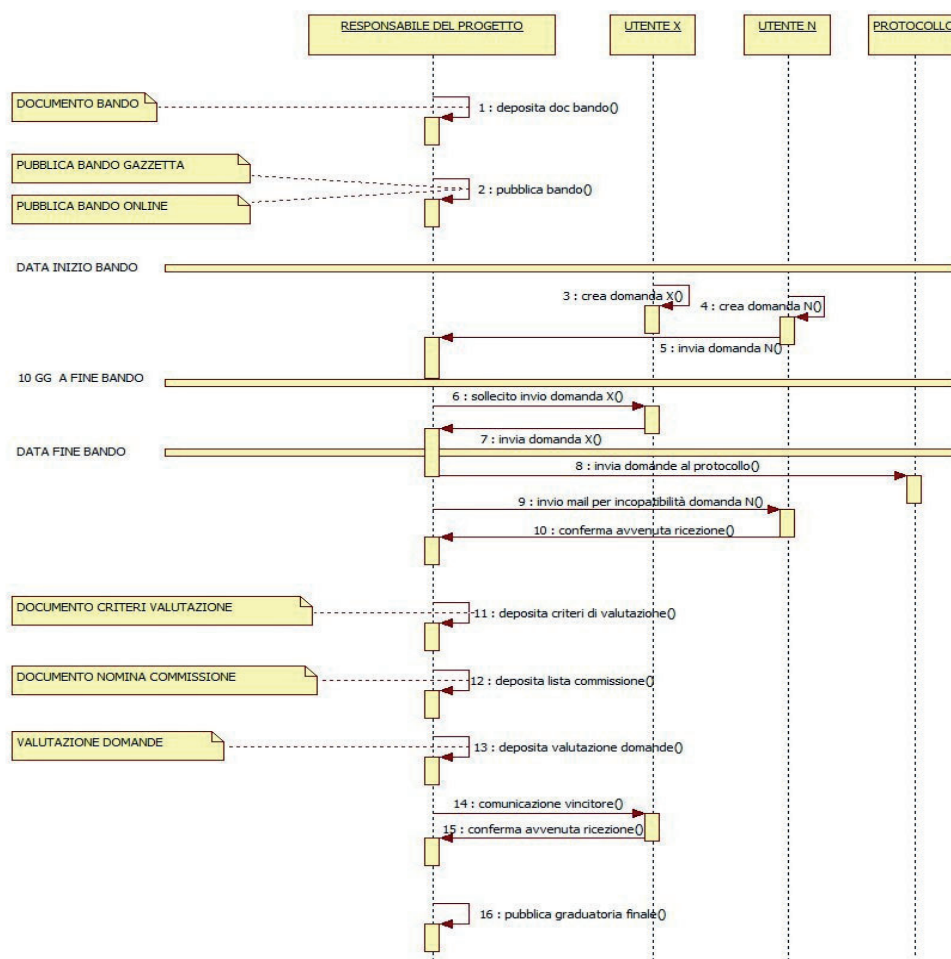 RESPONSABILE DEL PROGETTO
UTENTE X
UTENTE N
PROTOCOLLO
DOCUMENTO BANDO
1 : deposita doc bando()
PUBBLICA BANDO GAZZETTA
2 : pubblica bando()
PUBBLICA BANDO ONLINE
DATA INIZIO BANDO
3 : crea domanda X()
4 : crea domanda N()
5 : invia domanda N()
10 GG A FINE BANDO
6 : sollecito invio domanda X()
7 : invia domanda X()
DATA FINE BANDO
8 : invia domande al protocollo()
9 : invio mail per incopatibilità domanda N()
10 : conferma avvenuta ricezione()
DOCUMENTO CRITERI VALUTAZIONE
11 : deposita criteri di valutazione()
DOCUMENTO NOMINA COMMISSIONE
12 : deposita lista commissione()
VALUTAZIONE DOMANDE
13 : deposita valutazione domande()
14 : comunicazione vincitore()
15 : conferma avvenuta ricezione()
16 : pubblica graduatoria finale()